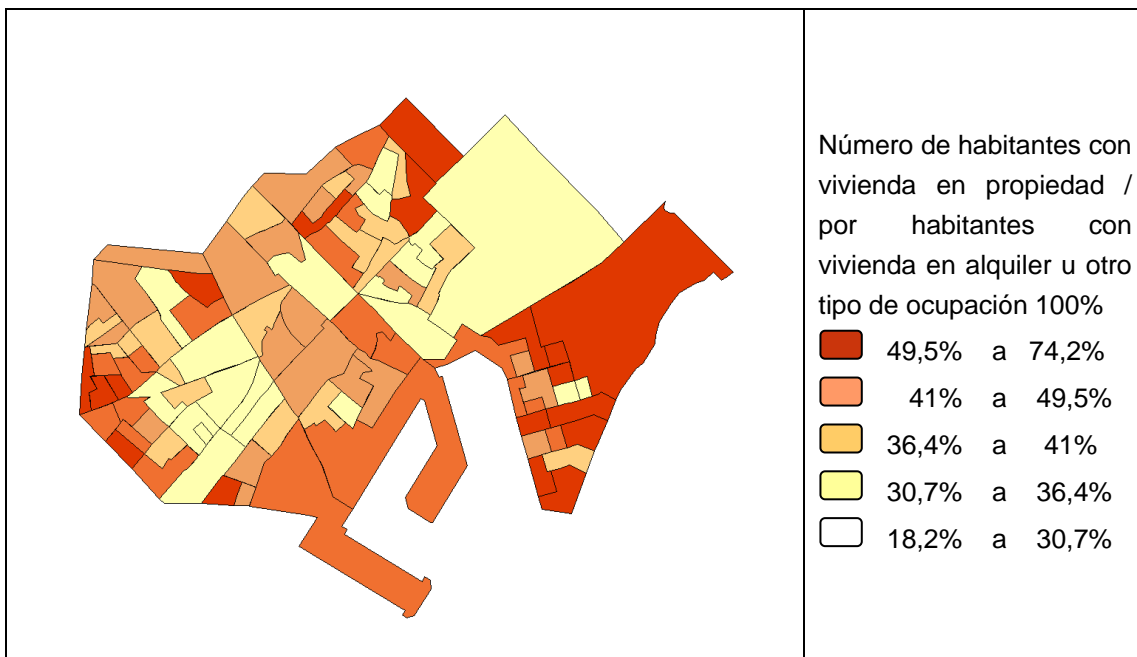 Número de habitantes con
vivienda en propiedad /
por habitantes con
vivienda en alquiler u otro
tipo de ocupación 100%
49,5% a 74,2%
41% a 49,5%
36,4% a 41%
30,7% a 36,4%
18,2% a 30,7%